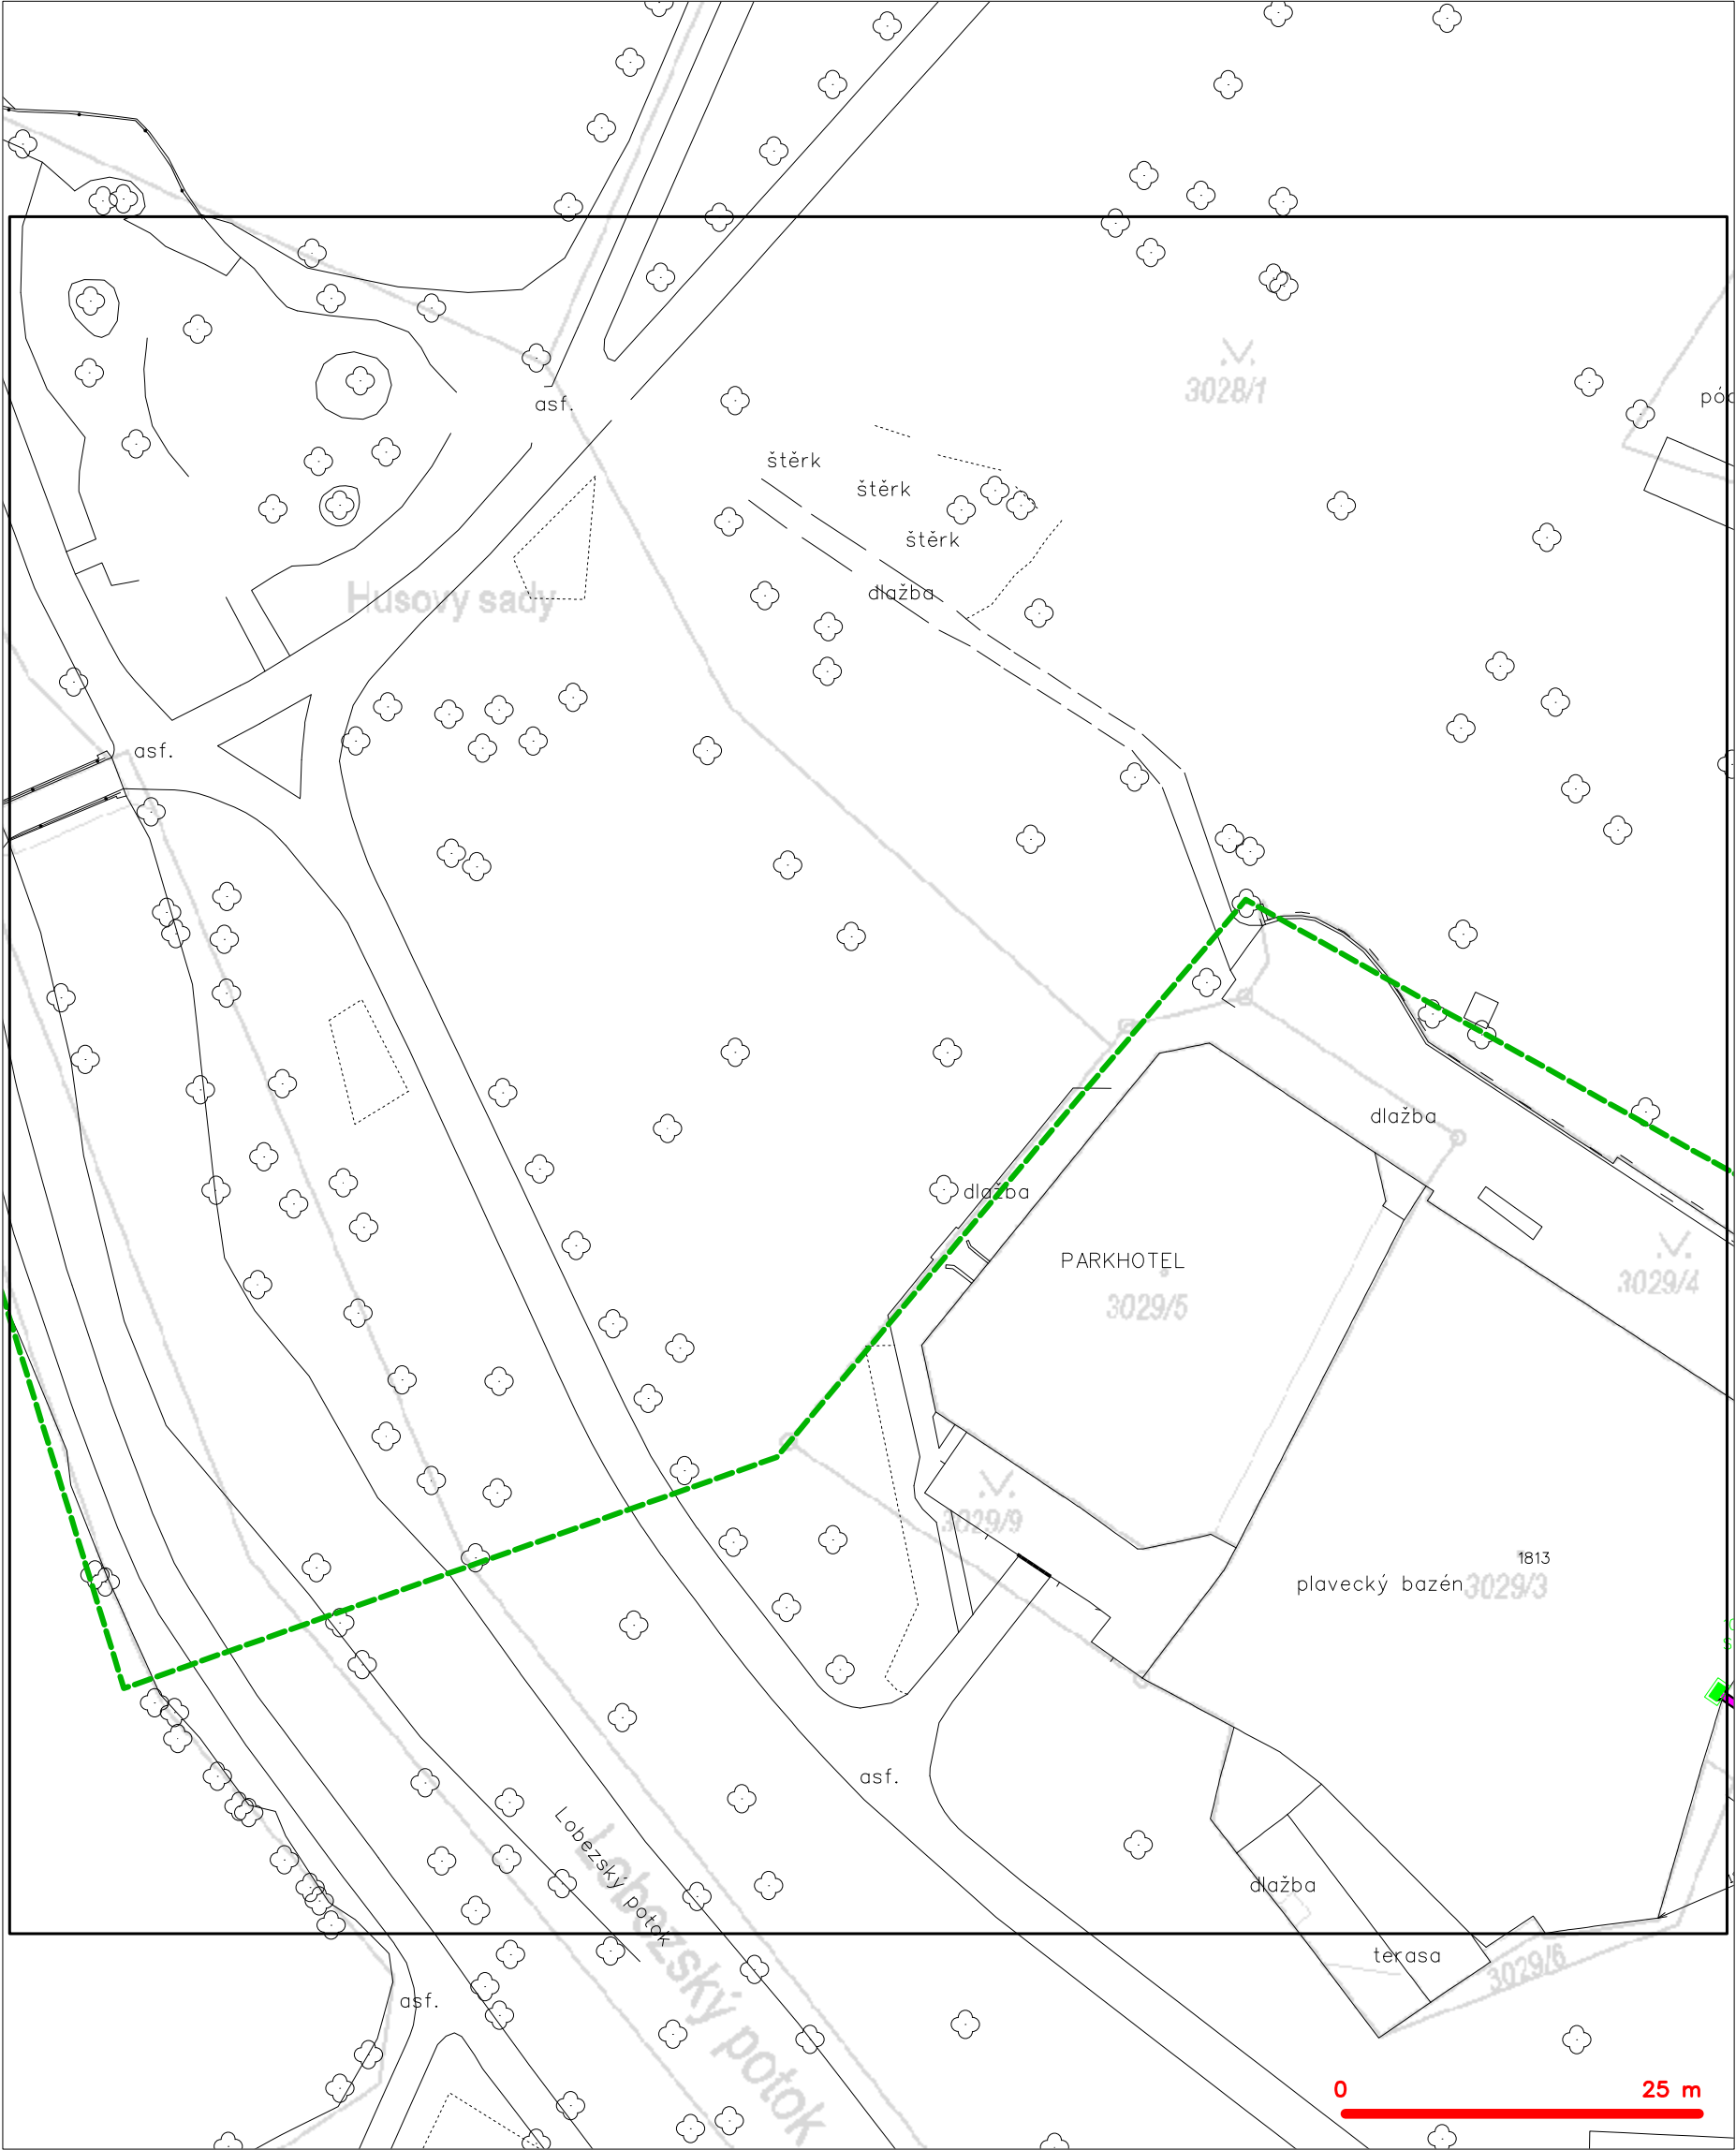 3028/1
asf.
štěrk
štěrk
štěrk
dlažba
Husovy sady
asf.
dlažba
dlažba
PARKHOTEL
3029/5
3029/4
3029/9
1813
plavecký bazén
3029/3
asf.
Lobezský potok
Lobezský potok
dlažba
terasa
3029/6
asf.
0
25 m